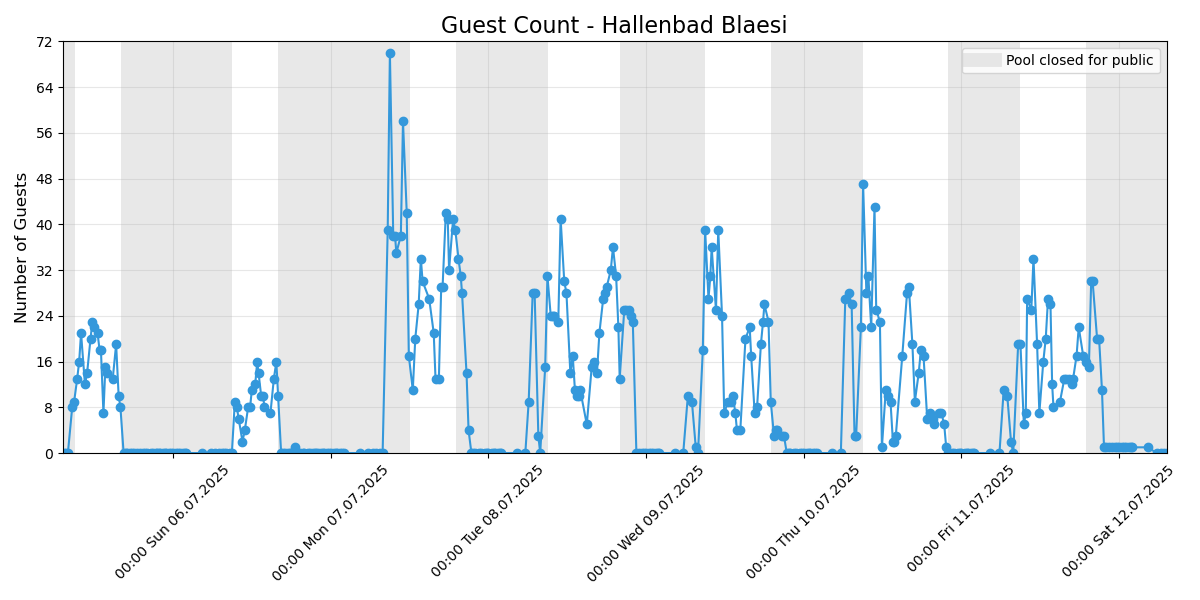 Guest Count - Hallenbad Blaesi
Pool closed for public
Number of Guests
72
64
56
48
40
32
24
16
8
0
00:00 Sun 06.07.2025
00:00 Mon 07.07.2025
00:00 Tue 08.07.2025
00:00 Wed 09.07.2025
00:00 Thu 10.07.2025
00:00 Fri 11.07.2025
00:00 Sat 12.07.2025